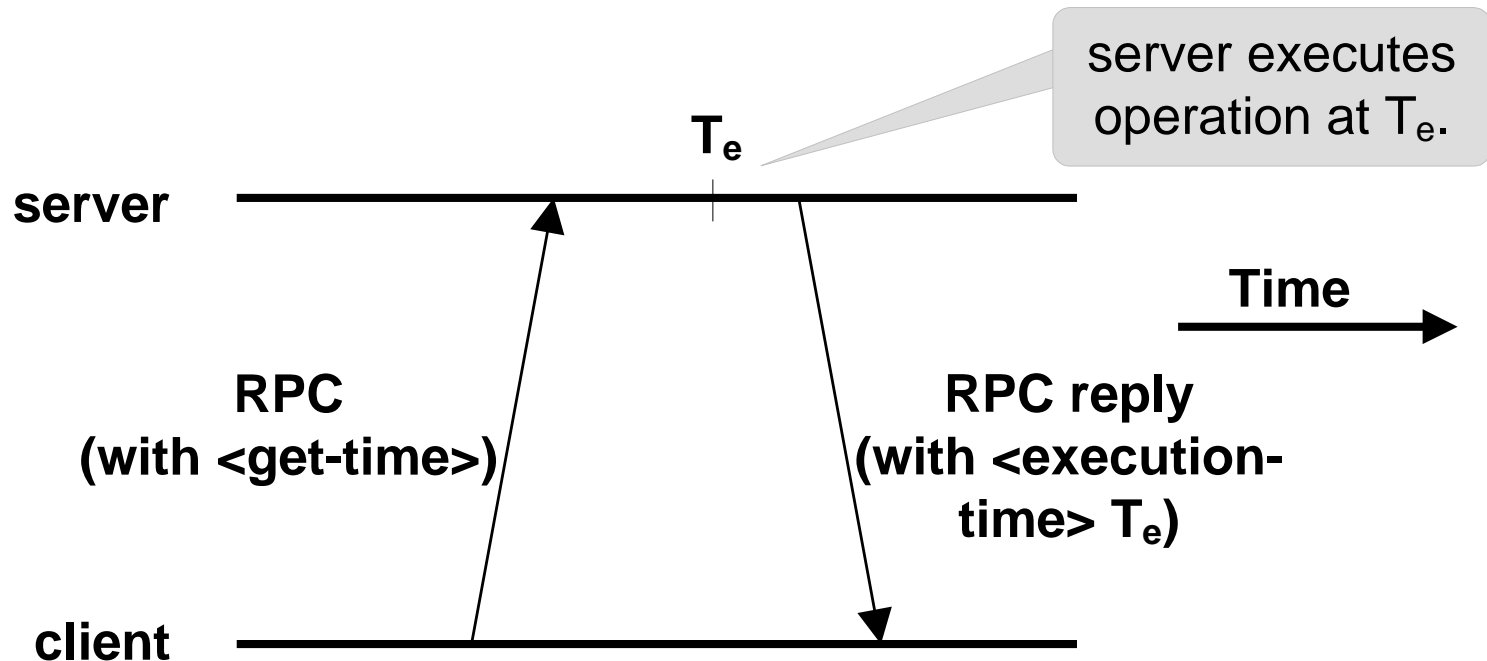 server executes
operation at Te.
Te
server
Time
RPC
(with <get-time>)
RPC reply
(with <execution-
time> Te)
client